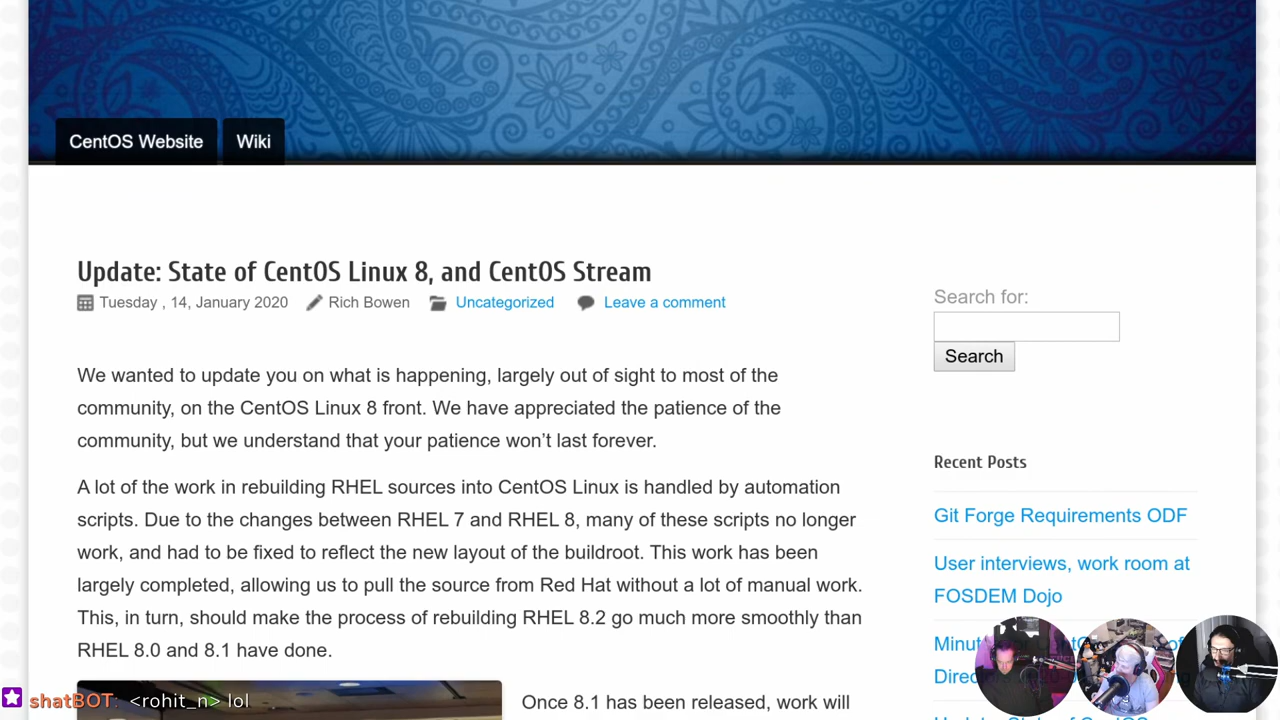 CentOS Website
Wiki
Update: State of CentOS Linux 8, and CentOS Stream
Tuesday , 14, January 2020 Rich Bowen Uncategorized Leave a comment
We wanted to update you on what is happening, largely out of sight to most of the
community, on the CentOS Linux 8 front. We have appreciated the patience of the
community, but we understand that your patience won’t last forever.
A lot of the work in rebuilding RHEL sources into CentOS Linux is handled by automation
scripts. Due to the changes between RHEL 7 and RHEL 8, many of these scripts no longer
work, and had to be fixed to reflect the new layout of the buildroot. This work has been
largely completed, allowing us to pull the source from Red Hat without a lot of manual work.
This, in turn, should make the process of rebuilding RHEL 8.2 go much more smoothly than
RHEL 8.0 and 8.1 have done.
Once 8.1 has been released, work will
Search for:
Search
Recent Posts
Git Forge Requirements ODF
User interviews, work room at
FOSDEM Dojo
shatBOT: <rohit_n> lol